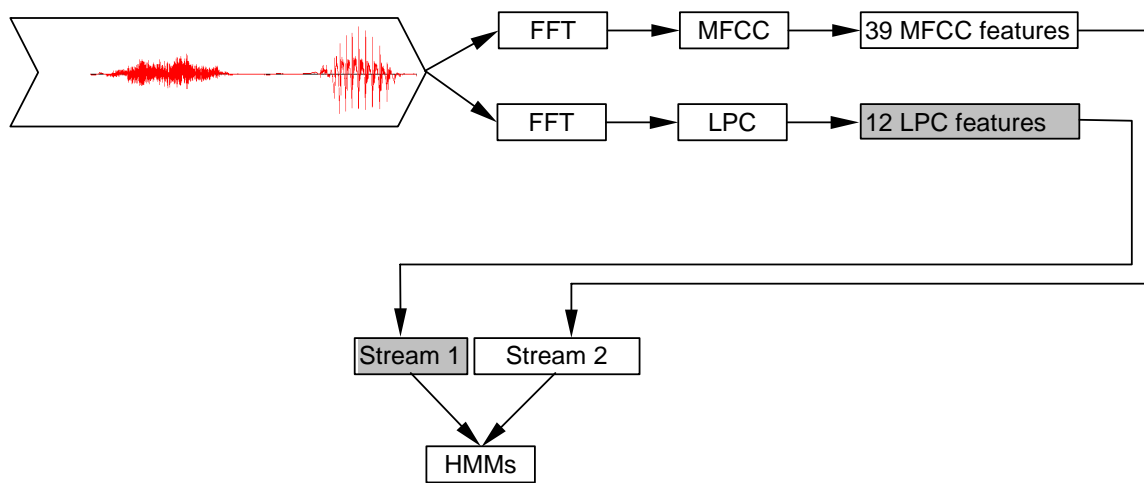 FFT
MFCC
39 MFCC features
FFT
LPC
12 LPC features
Stream 1
Stream 2
HMMs